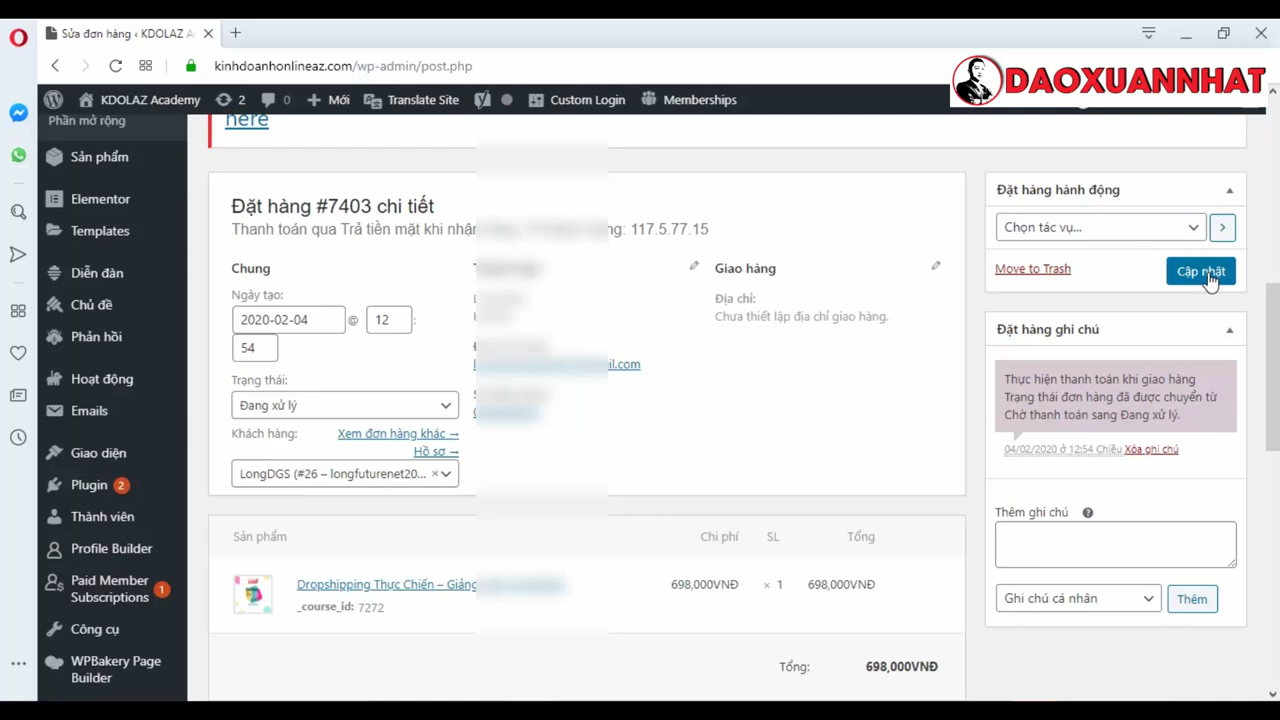 Sửa đơn hàng ‹ KDOLAZ A
kinhdoanhonlineaz.com/wp-admin/post.php
DAOXUANNHAT
KDOLAZ Academy 2 0 Mới Translate Site Custom Login Memberships
Phần mở rộng
Sản phẩm
Elementor
Templates
Diễn đàn
Chủ đề
Phản hồi
Hoạt động
Emails
Giao diện
Plugin 2
Thành viên
Profile Builder
Paid Member
Subscriptions 1
Công cụ
WPBakery Page
Builder
here
Đặt hàng #7403 chi tiết
Thanh toán qua Trả tiền mặt khi nhận 117.5.77.15
Chung
Ngày tạo:
2020-02-04 @ 12 :
54
Trạng thái:
Đang xử lý
Khách hàng: Xem đơn hàng khác →
Hồ sơ →
LongDGS (#26 – longfuturenet20... ×
il.com
Giao hàng
Địa chỉ:
Chưa thiết lập địa chỉ giao hàng.
Sản phẩm Chi phí SL Tổng
Dropshipping Thực Chiến – Giảng 698,000VNĐ × 1 698,000VNĐ
_course_id: 7272
Tổng: 698,000VNĐ
Đặt hàng hành động
Chọn tác vụ...
Move to Trash Cập nhật
Đặt hàng ghi chú
Thực hiện thanh toán khi giao hàng
Trạng thái đơn hàng đã được chuyển từ
Chờ thanh toán sang Đang xử lý.
04/02/2020 ở 12:54 Chiều Xóa ghi chú
Thêm ghi chú
Ghi chú cá nhân Thêm